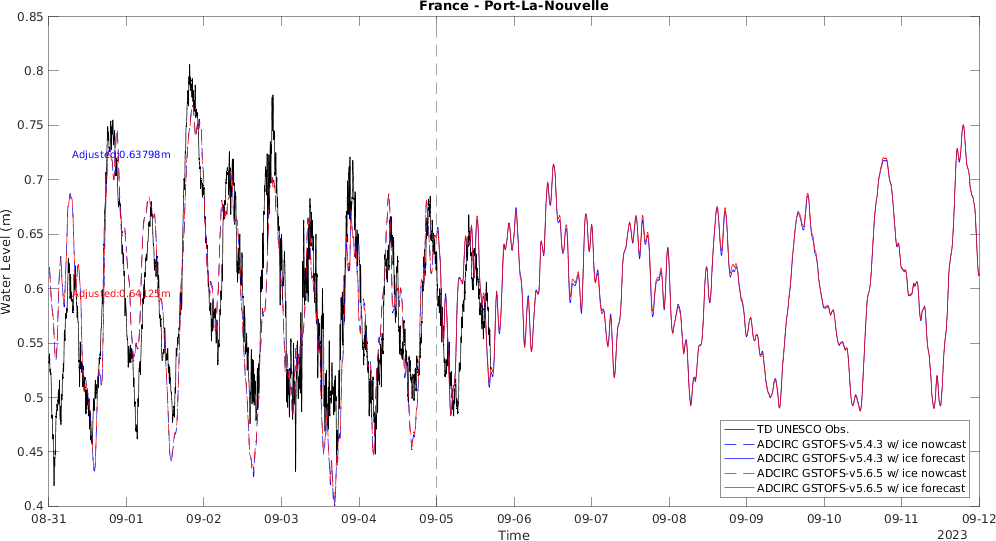 France - Port-La-Nouvelle
0.85
0.8
0.75
0.7
0.65
0.6
0.55
0.5
0.45
0.4
Water Level (m)
Adjusted:0.63798m
Adjusted:0.64125m
TD UNESCO Obs.
ADCIRC GSTOFS-v5.4.3 w/ ice nowcast
ADCIRC GSTOFS-v5.4.3 w/ ice forecast
ADCIRC GSTOFS-v5.6.5 w/ ice nowcast
ADCIRC GSTOFS-v5.6.5 w/ ice forecast
08-31 09-01 09-02 09-03 09-04 09-05 09-06 09-07 09-08 09-09 09-10 09-11 09-12
Time
2023